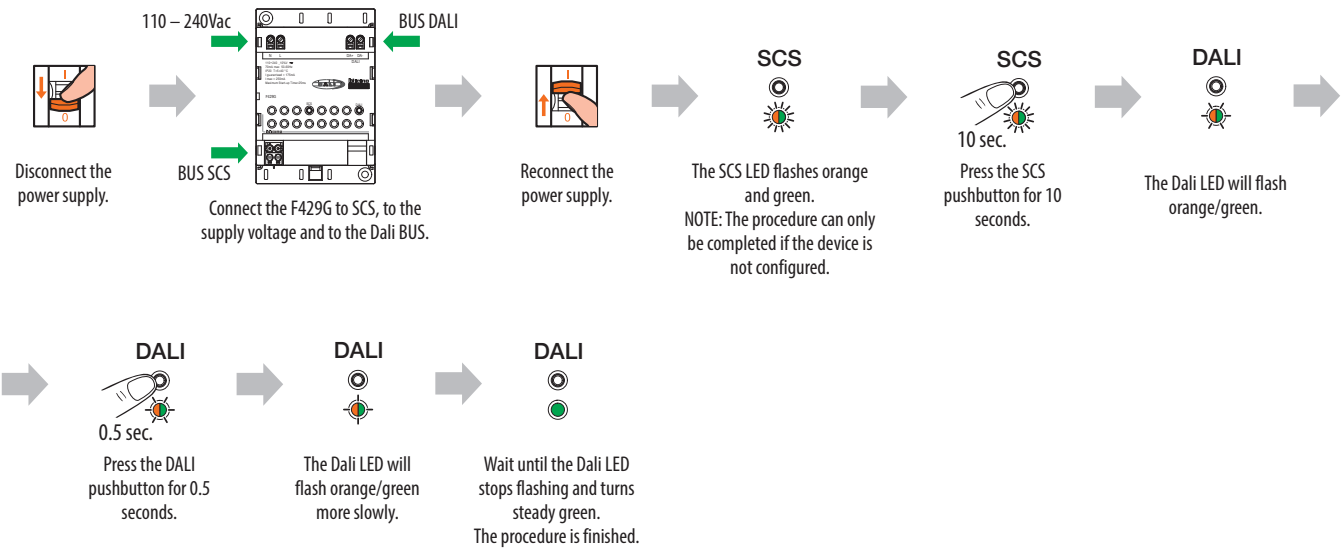 110 – 240Vac
BUS DALI
N L
DA+ DA-
DALI
F429G
BUS SCS
I
0
Disconnect the
power supply.
Connect the F429G to SCS, to the
supply voltage and to the Dali BUS.
I
0
Reconnect the
power supply.
SCS
The SCS LED flashes orange
and green.
NOTE: The procedure can only
be completed if the device is
not configured.
SCS
10 sec.
Press the SCS
pushbutton for 10
seconds.
DALI
The Dali LED will flash
orange/green.
DALI
0.5 sec.
Press the DALI
pushbutton for 0.5
seconds.
DALI
The Dali LED will
flash orange/green
more slowly.
DALI
Wait until the Dali LED
stops flashing and turns
steady green.
The procedure is finished.